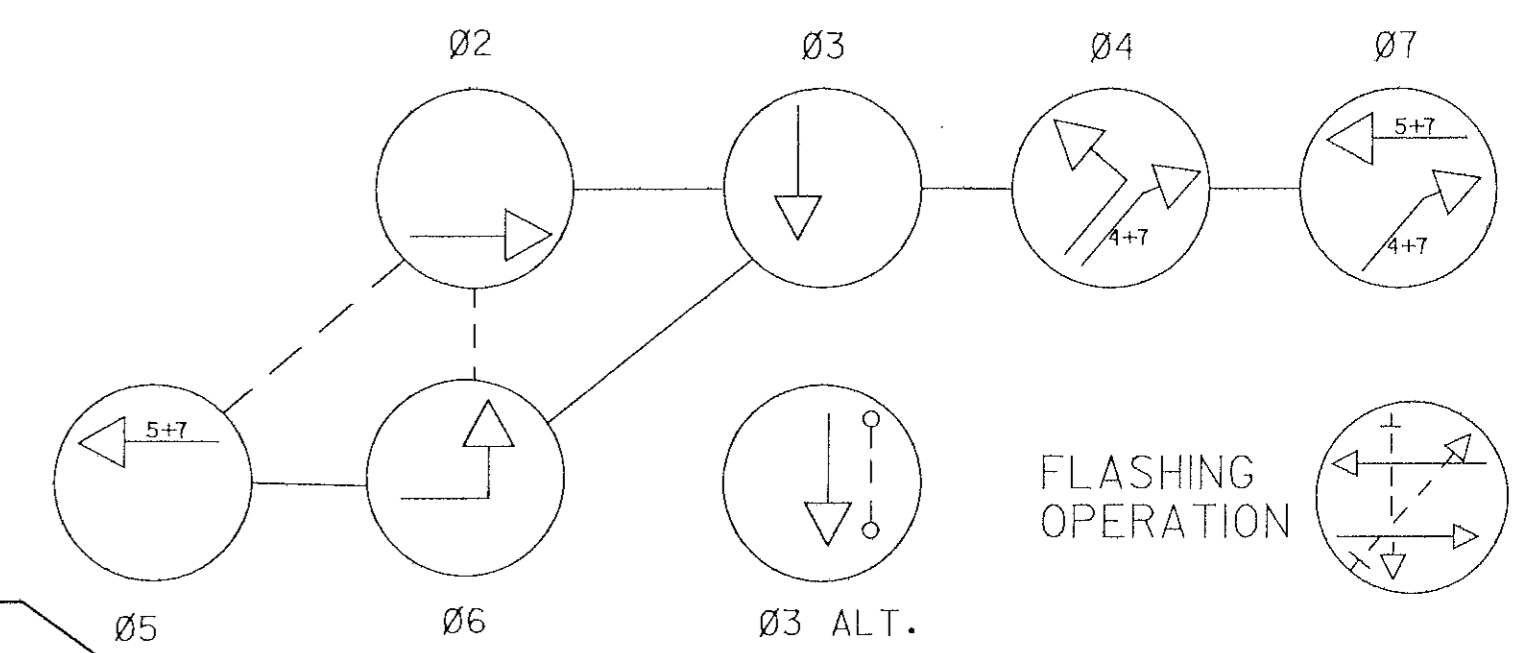 Ø2
Ø3
Ø4
Ø7
5+7
4+7
4+7
5+7
FLASHING
OPERATION
Ø5
Ø6
Ø3 ALT.